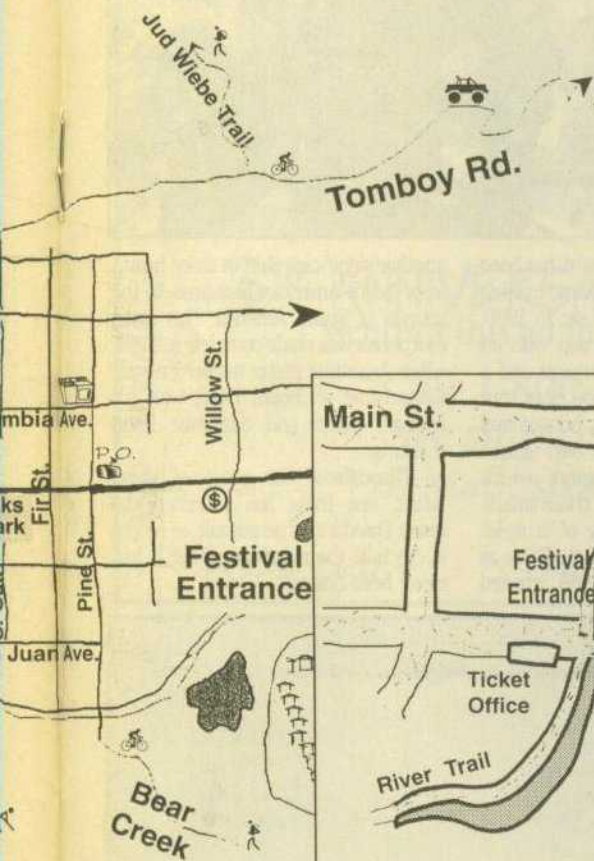 Jud Wiebe Trail
Tomboy Rd.
Willow St.
mbia Ave.
P.O.
Fir St.
ks
ark
Pine St.
$
Festival
Entrance
Juan Ave.
Bear
Creek
Main St.
Festival
Entrance
Ticket
Office
River Trail